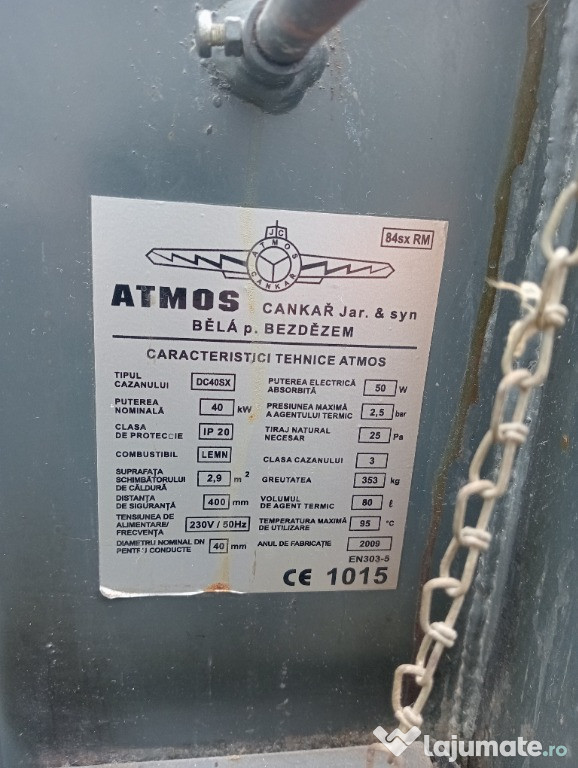 84sx RM
JC
ATMOS
CANKAR
ATMOS CANKAŘ Jar. & syn
BĚLÁ p. BEZDĚZEM
CARACTERISTICI TEHNICE ATMOS
TIPUL CAZANULUI DC40SX
PUTEREA NOMINALĂ 40 kW
CLASA DE PROTECȚIE IP 20
COMBUSTIBIL LEMN
SUPRAFAȚA SCHIMBĂTORULUI DE CĂLDURĂ 2,9 m²
DISTANȚA DE SIGURANȚĂ 400 mm
TENSIUNEA DE ALIMENTARE/ FRECVENȚA 230V / 50Hz
DIAMETRU NOMINAL DN PENTRU CONDUCTE 40 mm
PUTEREA ELECTRICĂ ABSORBITĂ 50 W
PRESIUNEA MAXIMĂ A AGENTULUI TERMIC 2,5 bar
TIRAJ NATURAL NECESAR 25 Pa
CLASA CAZANULUI 3
GREUTATEA 353 kg
VOLUMUL DE AGENT TERMIC 80 ℓ
TEMPERATURA MAXIMĂ DE UTILIZARE 95 °C
ANUL DE FABRICAȚIE 2009
EN303-5
CE 1015
Lajumate.ro